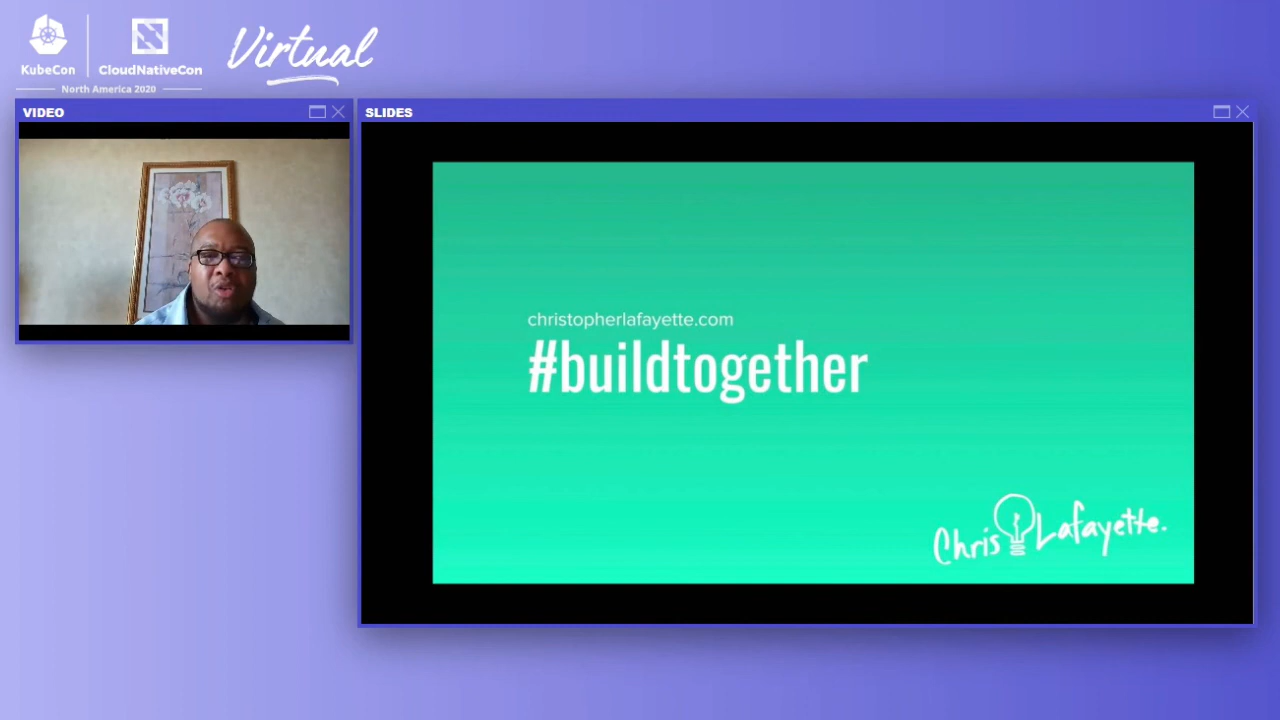 KubeCon
CloudNativeCon
North America 2020
Virtual
VIDEO
SLIDES
christopherlafayette.com
#buildtogether
Chris Lafayette.